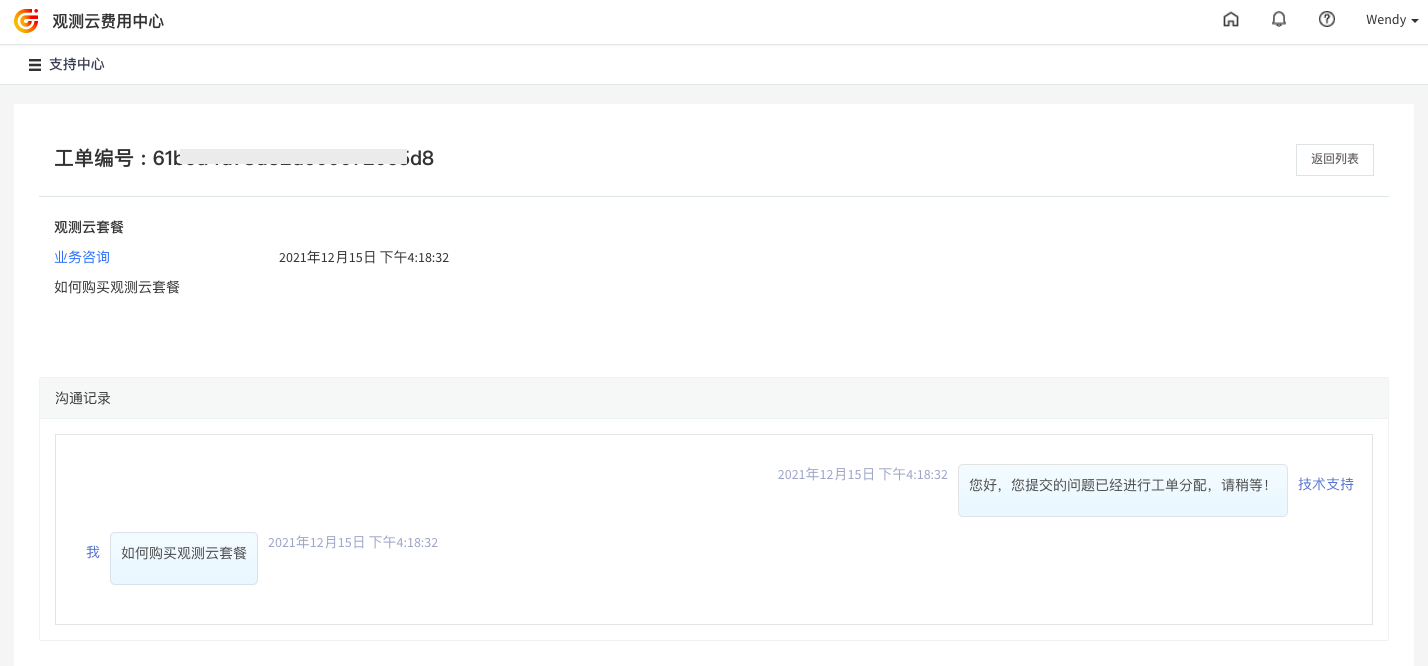 观测云费用中心
Wendy
支持中心
工单编号：61b
5d8
返回列表
观测云套餐
业务咨询
2021年12月15日 下午4:18:32
如何购买观测云套餐
沟通记录
2021年12月15日 下午4:18:32
您好，您提交的问题已经进行工单分配，请稍等！
技术支持
我
如何购买观测云套餐
2021年12月15日 下午4:18:32